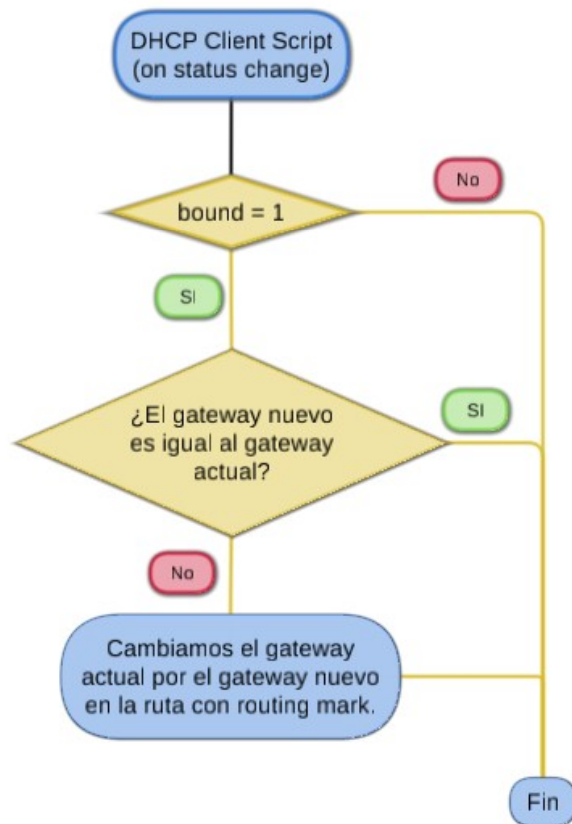 DHCP Client Script
(on status change)
No
bound = 1
SI
¿El gateway nuevo
es igual al gateway
actual?
SI
No
Cambiamos el gateway
actual por el gateway nuevo
en la ruta con routing mark.
Fin